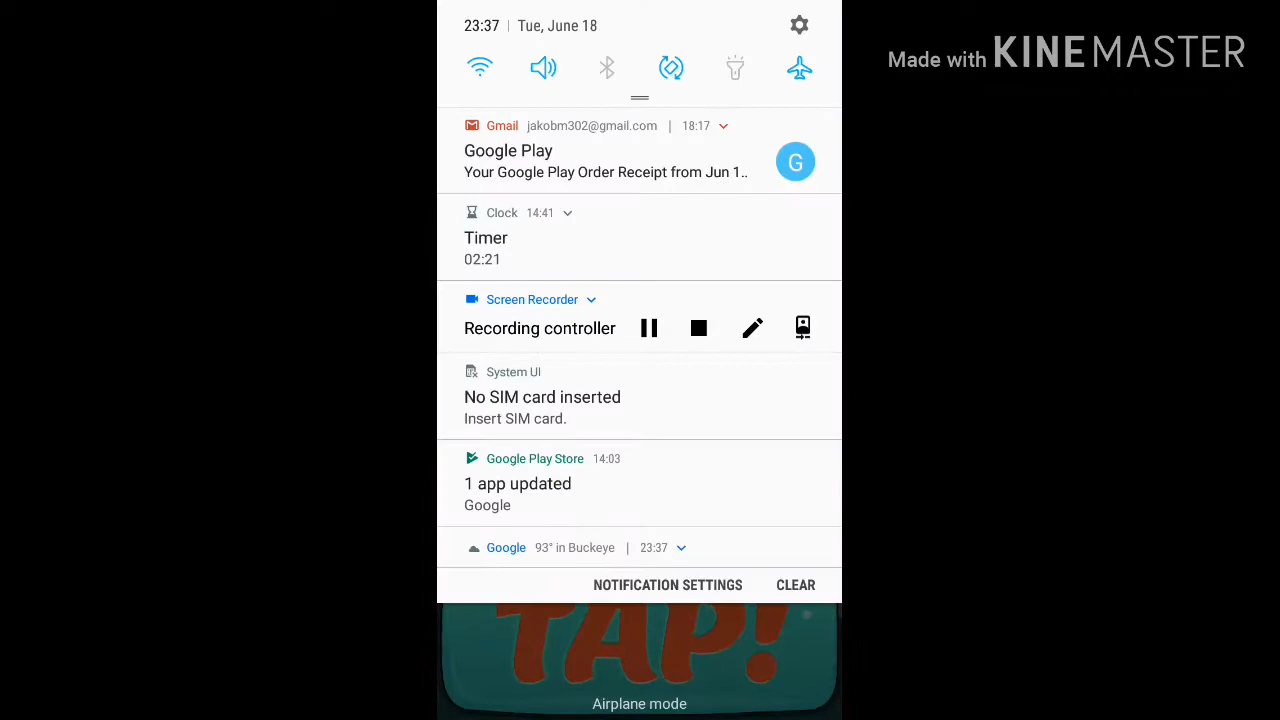 23:37 | Tue, June 18
Made with KINEMASTER
Gmail jakobm302@gmail.com | 18:17
Google Play
Your Google Play Order Receipt from Jun 1..
G
Clock 14:41
Timer
02:21
Screen Recorder
Recording controller
System UI
No SIM card inserted
Insert SIM card.
Google Play Store 14:03
1 app updated
Google
Google 93° in Buckeye | 23:37
NOTIFICATION SETTINGS CLEAR
TAP!
Airplane mode